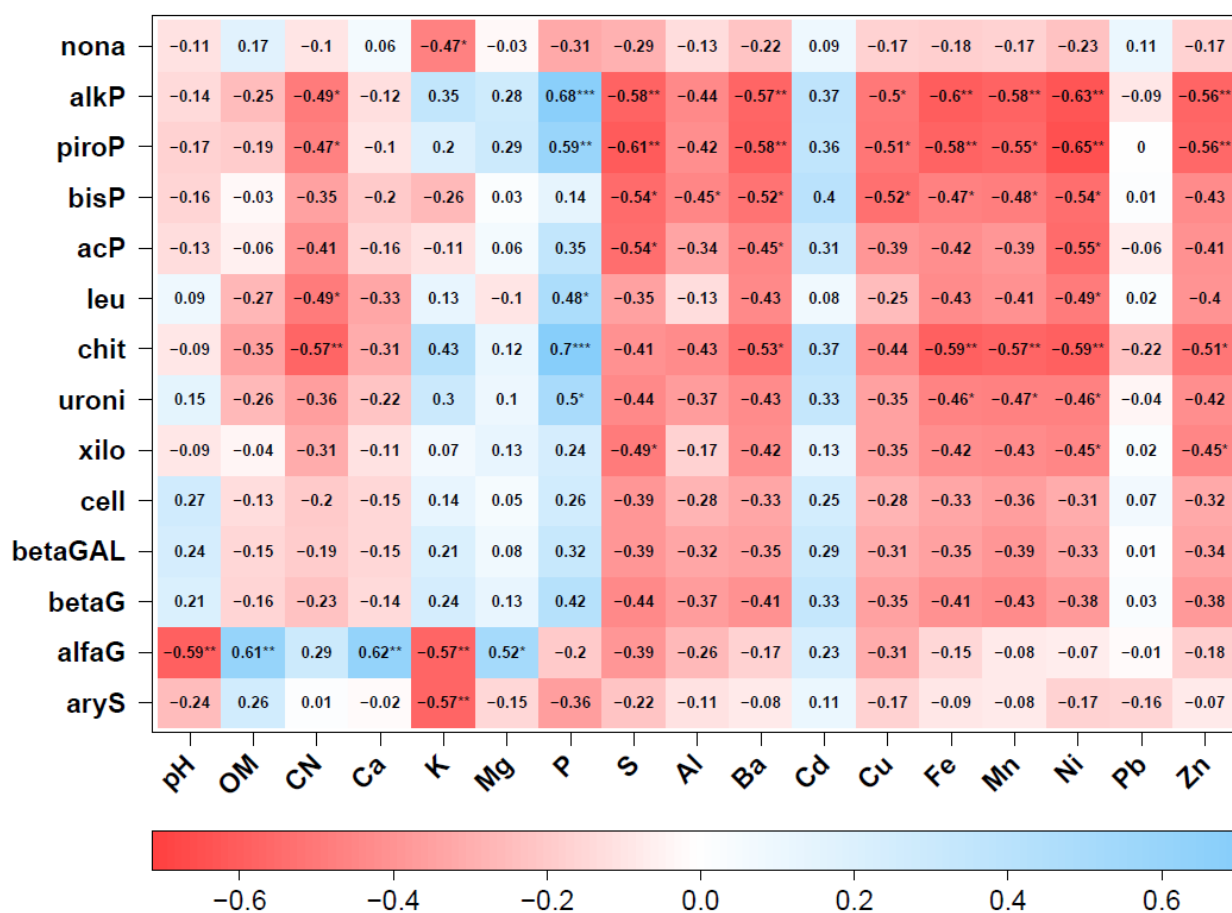 nona −0.11 0.17 −0.1 0.06 −0.47* −0.03 −0.31 −0.29 −0.13 −0.22 0.09 −0.17 −0.18 −0.17 −0.23 0.11 −0.17
alkP −0.14 −0.25 −0.49* −0.12 0.35 0.28 0.68*** −0.58** −0.44 −0.57** 0.37 −0.5* −0.6** −0.58** −0.63** −0.09 −0.56**
piroP −0.17 −0.19 −0.47* −0.1 0.2 0.29 0.59** −0.61** −0.42 −0.58** 0.36 −0.51* −0.58** −0.55* −0.65** 0 −0.56**
bisP −0.16 −0.03 −0.35 −0.2 −0.26 0.03 0.14 −0.54* −0.45* −0.52* 0.4 −0.52* −0.47* −0.48* −0.54* 0.01 −0.43
acP −0.13 −0.06 −0.41 −0.16 −0.11 0.06 0.35 −0.54* −0.34 −0.45* 0.31 −0.39 −0.42 −0.39 −0.55* −0.06 −0.41
leu 0.09 −0.27 −0.49* −0.33 0.13 −0.1 0.48* −0.35 −0.13 −0.43 0.08 −0.25 −0.43 −0.41 −0.49* 0.02 −0.4
chit −0.09 −0.35 −0.57** −0.31 0.43 0.12 0.7*** −0.41 −0.43 −0.53* 0.37 −0.44 −0.59** −0.57** −0.59** −0.22 −0.51*
uroni 0.15 −0.26 −0.36 −0.22 0.3 0.1 0.5* −0.44 −0.37 −0.43 0.33 −0.35 −0.46* −0.47* −0.46* −0.04 −0.42
xilo −0.09 −0.04 −0.31 −0.11 0.07 0.13 0.24 −0.49* −0.17 −0.42 0.13 −0.35 −0.42 −0.43 −0.45* 0.02 −0.45*
cell 0.27 −0.13 −0.2 −0.15 0.14 0.05 0.26 −0.39 −0.28 −0.33 0.25 −0.28 −0.33 −0.36 −0.31 0.07 −0.32
betaGAL 0.24 −0.15 −0.19 −0.15 0.21 0.08 0.32 −0.39 −0.32 −0.35 0.29 −0.31 −0.35 −0.39 −0.33 0.01 −0.34
betaG 0.21 −0.16 −0.23 −0.14 0.24 0.13 0.42 −0.44 −0.37 −0.41 0.33 −0.35 −0.41 −0.43 −0.38 0.03 −0.38
alfaG −0.59** 0.61** 0.29 0.62** −0.57** 0.52* −0.2 −0.39 −0.26 −0.17 0.23 −0.31 −0.15 −0.08 −0.07 −0.01 −0.18
aryS −0.24 0.26 0.01 −0.02 −0.57** −0.15 −0.36 −0.22 −0.11 −0.08 0.11 −0.17 −0.09 −0.08 −0.17 −0.16 −0.07
pH OM CN Ca K Mg P S Al Ba Cd Cu Fe Mn Ni Pb Zn
−0.6 −0.4 −0.2 0.0 0.2 0.4 0.6